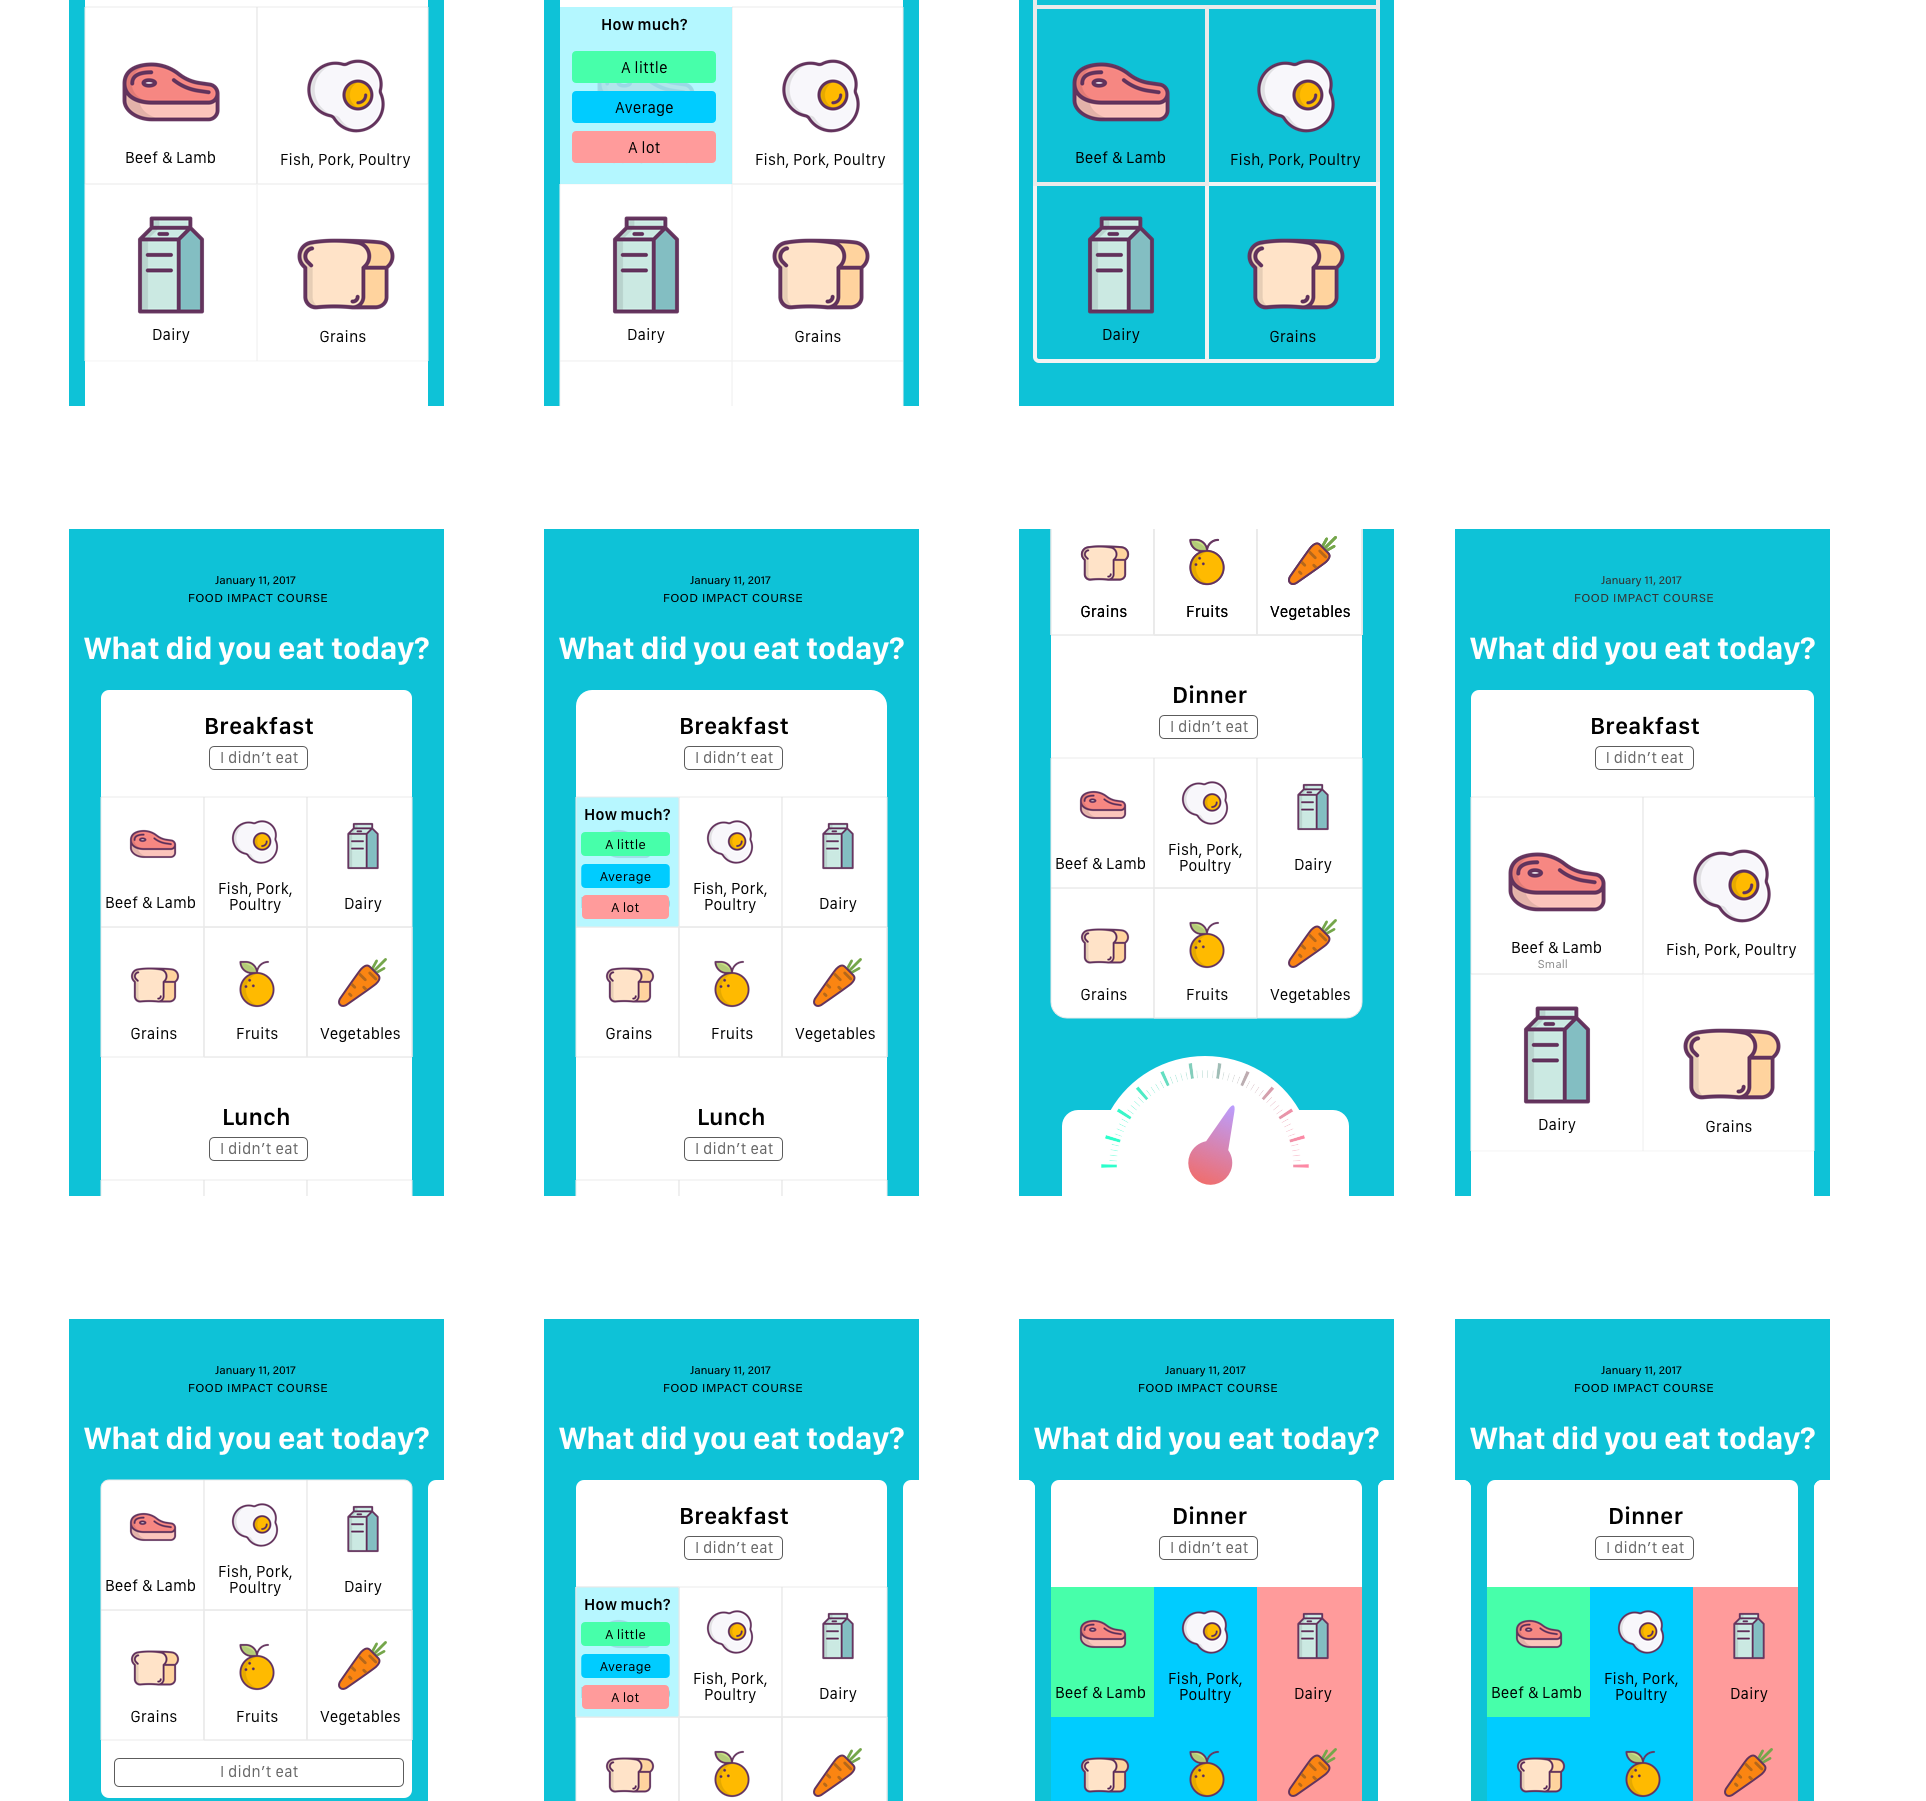 Beef & Lamb
Fish, Pork, Poultry
Dairy
Grains
How much?
A little
Average
A lot
Fish, Pork, Poultry
Dairy
Grains
Beef & Lamb
Fish, Pork, Poultry
Dairy
Grains
January 11, 2017
FOOD IMPACT COURSE
What did you eat today?
Breakfast
I didn't eat
Beef & Lamb
Fish, Pork,
Poultry
Dairy
Grains
Fruits
Vegetables
Lunch
I didn't eat
January 11, 2017
FOOD IMPACT COURSE
What did you eat today?
Breakfast
I didn't eat
How much?
A little
Average
A lot
Fish, Pork,
Poultry
Dairy
Grains
Fruits
Vegetables
Lunch
I didn't eat
Grains
Fruits
Vegetables
Dinner
I didn't eat
Beef & Lamb
Fish, Pork,
Poultry
Dairy
Grains
Fruits
Vegetables
January 11, 2017
FOOD IMPACT COURSE
What did you eat today?
Breakfast
I didn't eat
Beef & Lamb
Small
Fish, Pork, Poultry
Dairy
Grains
January 11, 2017
FOOD IMPACT COURSE
What did you eat today?
Beef & Lamb
Fish, Pork,
Poultry
Dairy
Grains
Fruits
Vegetables
I didn't eat
January 11, 2017
FOOD IMPACT COURSE
What did you eat today?
Breakfast
I didn't eat
How much?
A little
Average
A lot
Fish, Pork,
Poultry
Dairy
January 11, 2017
FOOD IMPACT COURSE
What did you eat today?
Dinner
I didn't eat
Beef & Lamb
Fish, Pork,
Poultry
Dairy
January 11, 2017
FOOD IMPACT COURSE
What did you eat today?
Dinner
I didn't eat
Beef & Lamb
Fish, Pork,
Poultry
Dairy